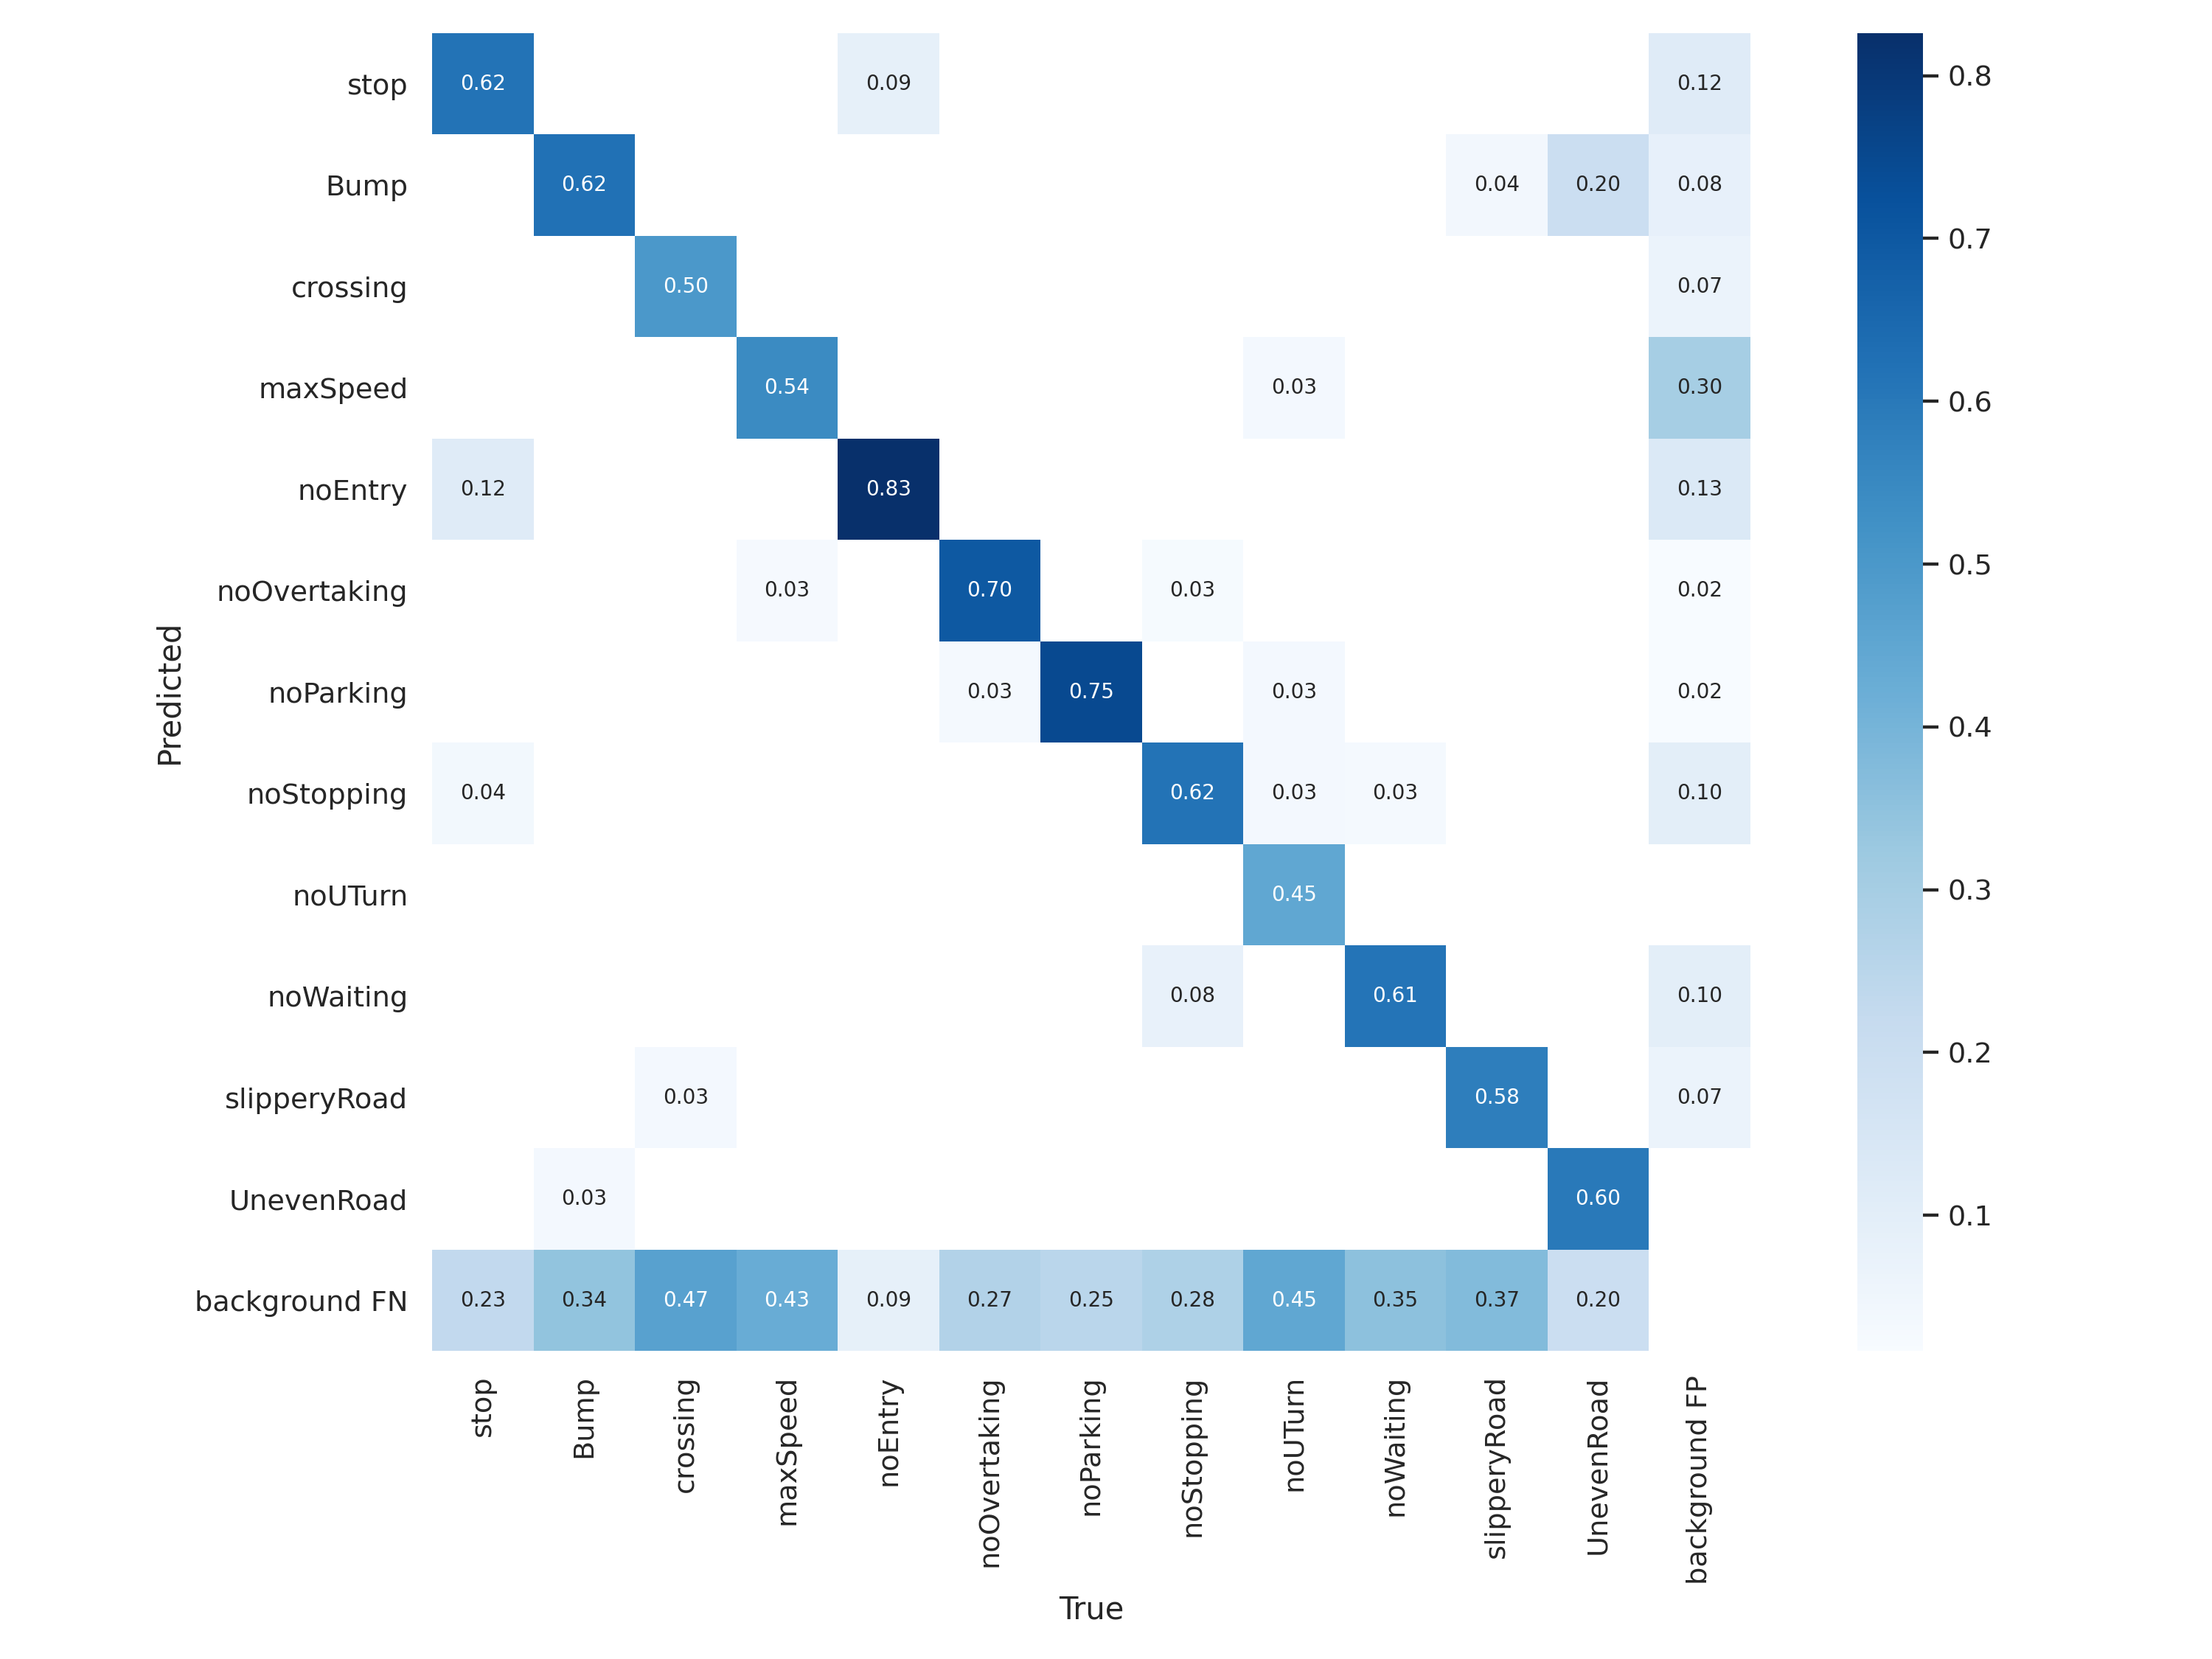 stop 0.62 0.09 0.12
Bump 0.62 0.04 0.20 0.08
crossing 0.50 0.07
maxSpeed 0.54 0.03 0.30
noEntry 0.12 0.83 0.13
noOvertaking 0.03 0.70 0.03 0.02
noParking 0.03 0.75 0.03 0.02
noStopping 0.04 0.62 0.03 0.03 0.10
noUTurn 0.45
noWaiting 0.08 0.61 0.10
slipperyRoad 0.03 0.58 0.07
UnevenRoad 0.03 0.60
background FN 0.23 0.34 0.47 0.43 0.09 0.27 0.25 0.28 0.45 0.35 0.37 0.20
Predicted
stop
Bump
crossing
maxSpeed
noEntry
noOvertaking
noParking
noStopping
noUTurn
noWaiting
slipperyRoad
UnevenRoad
background FP
True
0.8
0.7
0.6
0.5
0.4
0.3
0.2
0.1